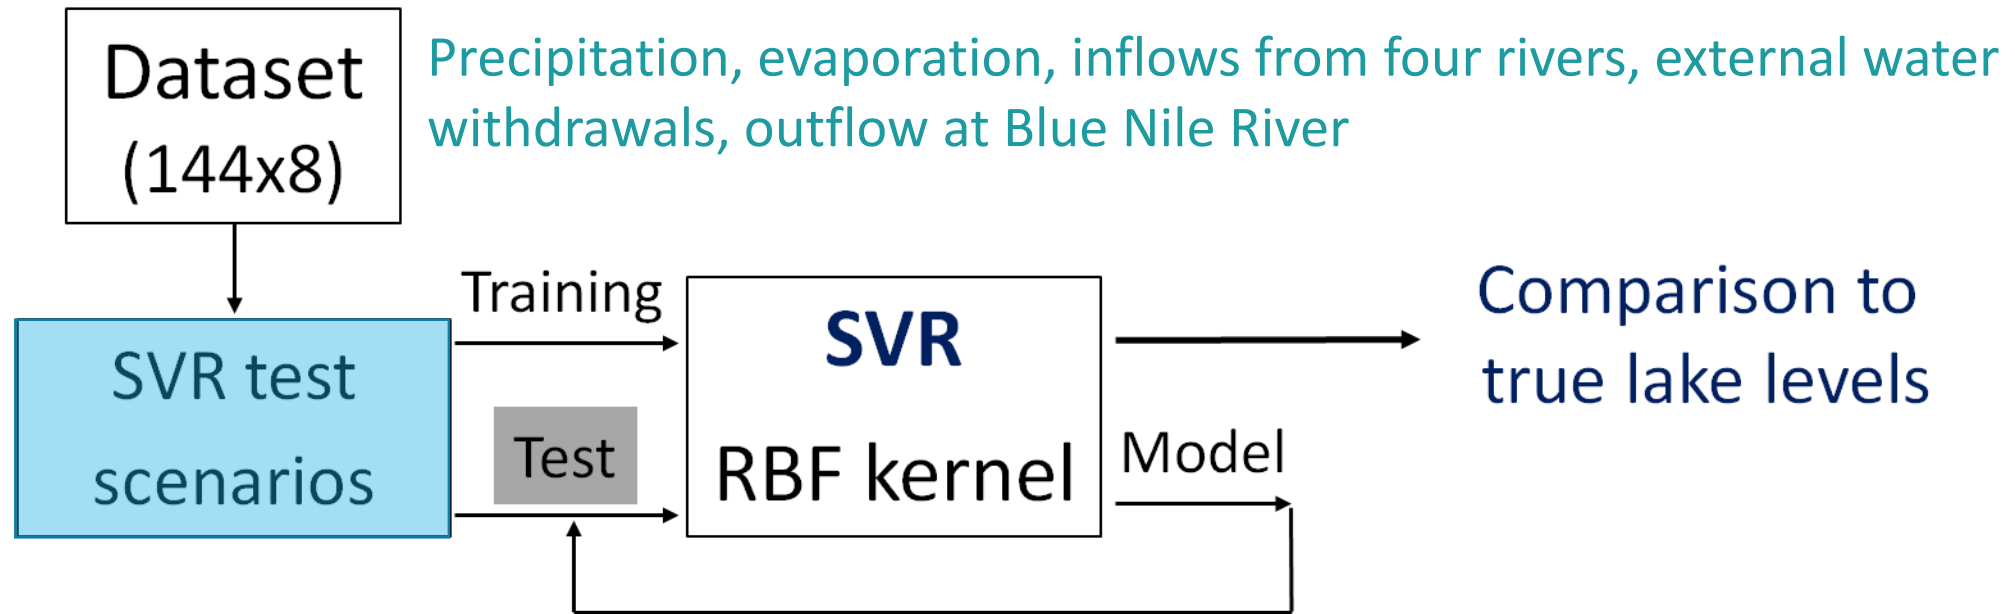 Dataset
(144x8)
Precipitation, evaporation, inflows from four rivers, external water
withdrawals, outflow at Blue Nile River
SVR test
scenarios
Training
Test
SVR
RBF kernel
Model
Comparison to
true lake levels